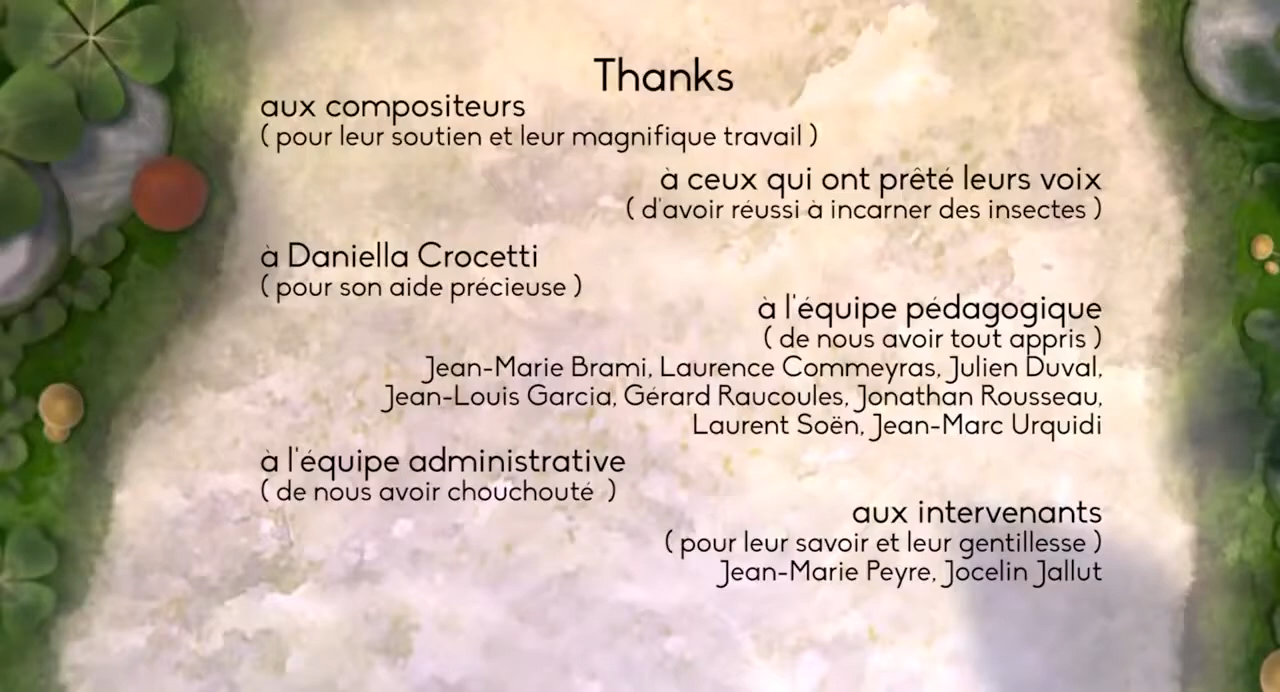 Thanks
aux compositeurs
( pour leur soutien et leur magnifique travail )
à ceux qui ont prêté leurs voix
( d'avoir réussi à incarner des insectes )
à Daniella Crocetti
( pour son aide précieuse )
à l'équipe pédagogique
( de nous avoir tout appris )
Jean-Marie Brami, Laurence Commeyras, Julien Duval,
Jean-Louis Garcia, Gérard Raucoules, Jonathan Rousseau,
Laurent Soën, Jean-Marc Urquidi
à l'équipe administrative
( de nous avoir chouchouté )
aux intervenants
( pour leur savoir et leur gentillesse )
Jean-Marie Peyre, Jocelin Jallut